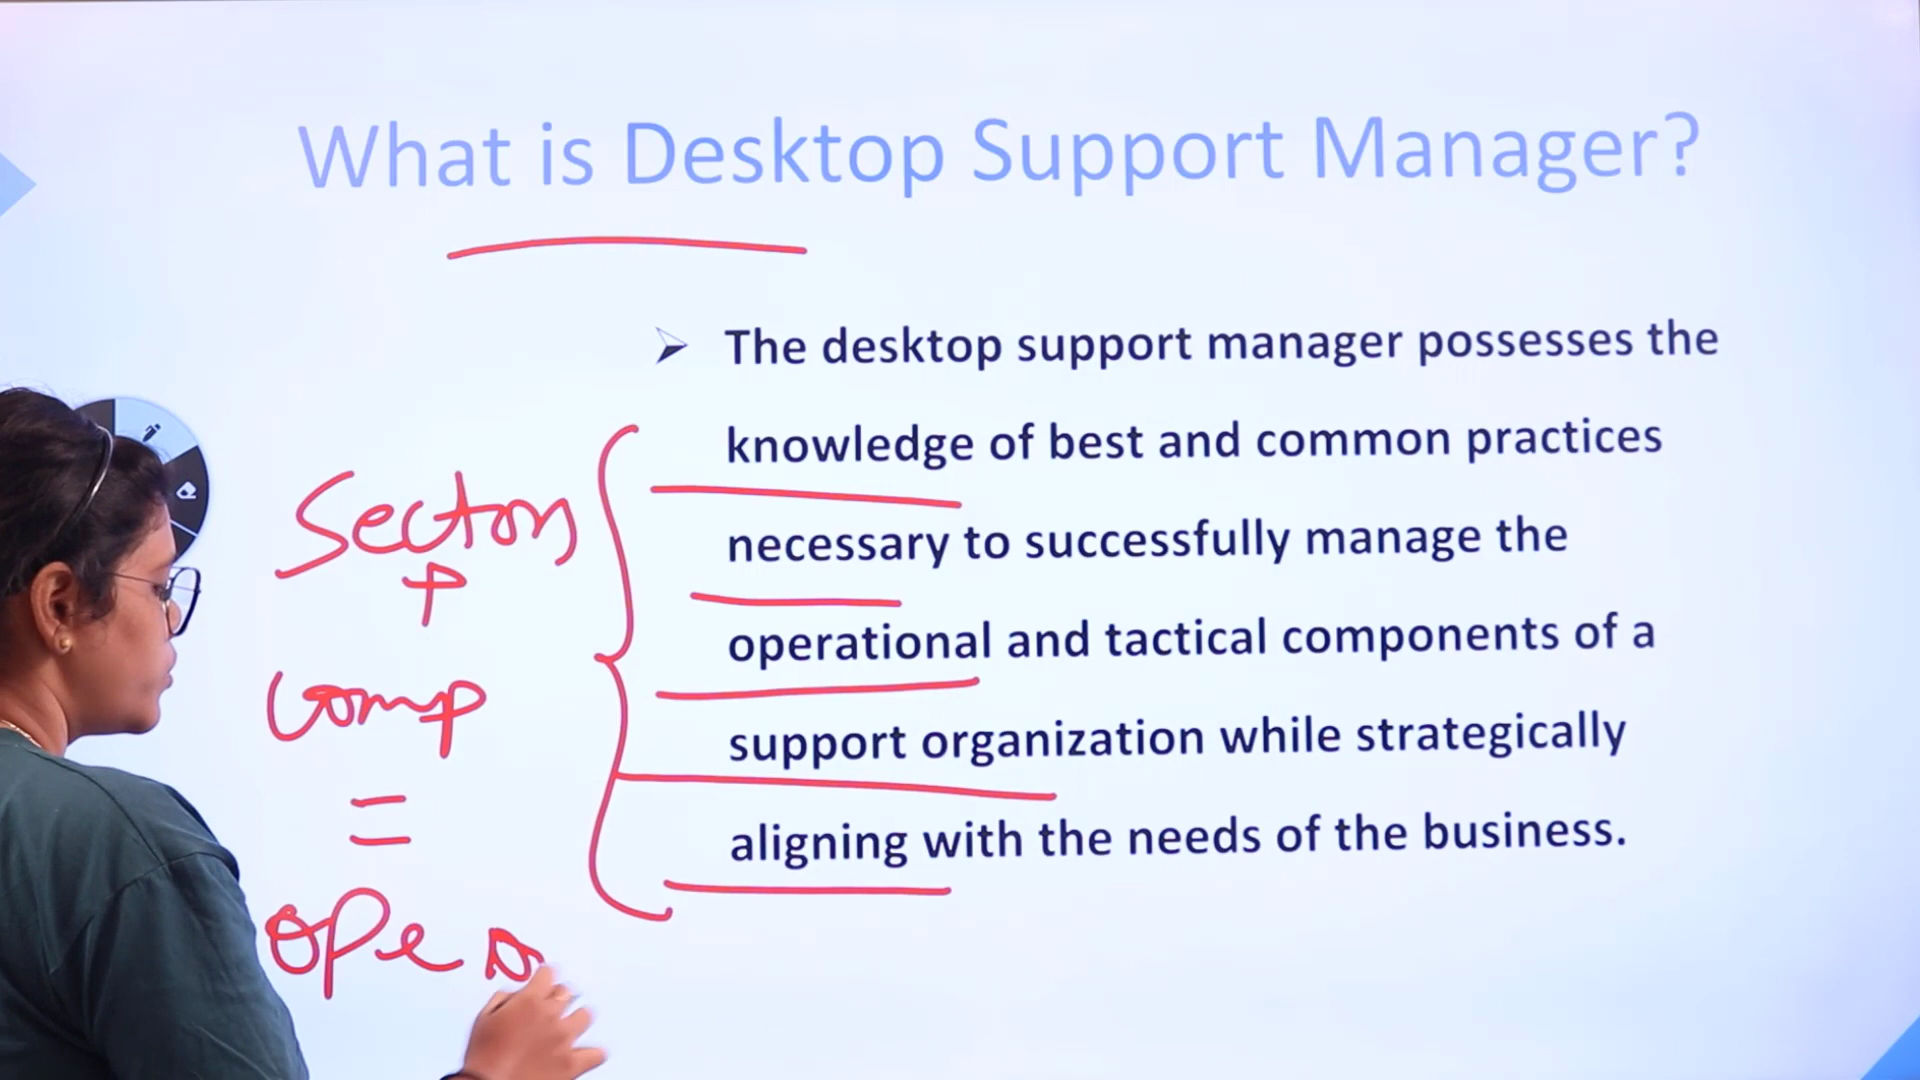 What is Desktop Support Manager?
➢ The desktop support manager possesses the
knowledge of best and common practices
necessary to successfully manage the
operational and tactical components of a
support organization while strategically
aligning with the needs of the business.
Sectors
+
Comp
=
ope